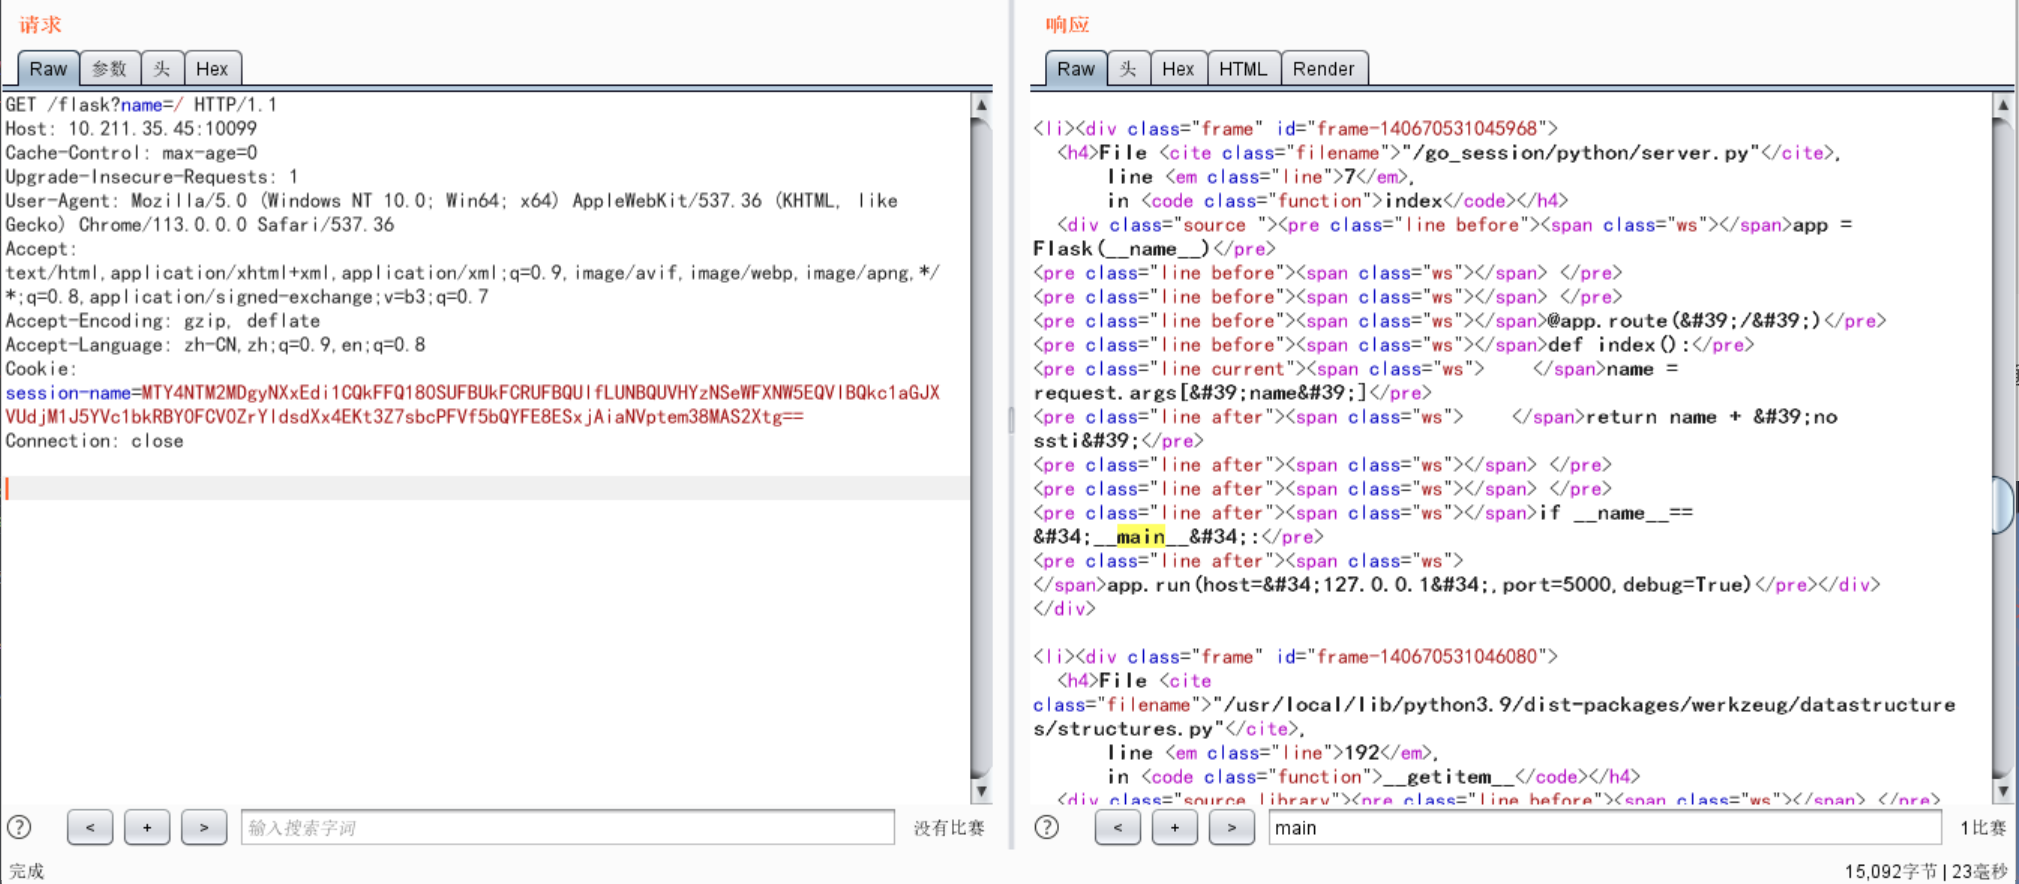 请求
Raw 参数 头 Hex
GET /flask?name=/ HTTP/1.1
Host: 10.211.35.45:10099
Cache-Control: max-age=0
Upgrade-Insecure-Requests: 1
User-Agent: Mozilla/5.0 (Windows NT 10.0; Win64; x64) AppleWebKit/537.36 (KHTML, like
Gecko) Chrome/113.0.0.0 Safari/537.36
Accept:
text/html,application/xhtml+xml,application/xml;q=0.9,image/avif,image/webp,image/apng,*/
*;q=0.8,application/signed-exchange;v=b3;q=0.7
Accept-Encoding: gzip, deflate
Accept-Language: zh-CN,zh;q=0.9,en;q=0.8
Cookie:
session-name=MTY4NTM2MDgyNXxEdi1CQkFFQ180SUFBUkFCRUFBQUlfLUNBQUVHYzNSeWFXNW5EQVlBQkc1aGJX
VUdjM1J5YVc1bkRBY0FCV0ZrYldsdXx4EKt3Z7sbcPFVf5bQYFE8ESxjAiaNVptem38MAS2Xtg==
Connection: close
< + > 输入搜索字词 没有比赛
完成
响应
Raw 头 Hex HTML Render
<li><div class="frame" id="frame-140670531045968">
<h4>File <cite class="filename">"/go_session/python/server.py"</cite>,
line <em class="line">7</em>,
in <code class="function">index</code></h4>
<div class="source "><pre class="line before"><span class="ws"></span>app =
Flask(__name__)</pre>
<pre class="line before"><span class="ws"></span> </pre>
<pre class="line before"><span class="ws"></span> </pre>
<pre class="line before"><span class="ws"></span>@app.route(&#39;/&#39;)</pre>
<pre class="line before"><span class="ws"></span>def index():</pre>
<pre class="line current"><span class="ws">    </span>name =
request.args[&#39;name&#39;]</pre>
<pre class="line after"><span class="ws">    </span>return name + &#39;no
ssti&#39;</pre>
<pre class="line after"><span class="ws"></span> </pre>
<pre class="line after"><span class="ws"></span> </pre>
<pre class="line after"><span class="ws"></span>if __name__==
&#34;__main__&#34;:</pre>
<pre class="line after"><span class="ws">
</span>app.run(host=&#34;127.0.0.1&#34;,port=5000,debug=True)</pre></div>
</div>
<li><div class="frame" id="frame-140670531046080">
<h4>File <cite
class="filename">"/usr/local/lib/python3.9/dist-packages/werkzeug/datastructure
s/structures.py"</cite>,
line <em class="line">192</em>,
in <code class="function">__getitem__</code></h4>
<div class="source library"><pre class="line before"><span class="ws"></span> </pre>
< + > main 1比赛
15,092字节 | 23毫秒